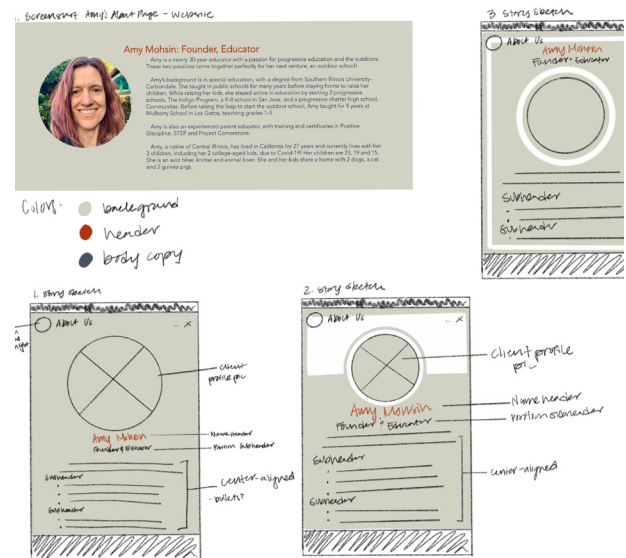 1. Screenshot Amy's About Page - Website
Amy Mohsin: Founder, Educator
Amy is a nearly 30-year educator with a passion for progressive education and the outdoors.
These two passions come together perfectly for her next venture, an outdoor school!
Amy's background is in special education, with a degree from Southern Illinois University-
Carbondale. She taught in public schools for many years before staying home to raise her
children. While raising her kids, she stayed active in education by starting 2 progressive
schools, The Indigo Program, a K-8 school in San Jose, and a progressive charter high school,
Communitas. Before taking the leap to start the outdoor school, Amy taught for 5 years at
Mulberry School in Los Gatos, teaching grades 1-3.
Amy is also an experienced parent educator, with training and certificates in Positive
Discipline, STEP and Project Cornerstone.
Amy, a native of Central Illinois, has lived in California for 27 years and currently lives with her
3 children, including her 2 college-aged kids, due to Covid-19! Her children are 23, 19 and 15.
She is an avid hiker, knitter and animal lover. She and her kids share a home with 2 dogs, a cat
and 2 guinea pigs.
Colors-
background
header
body copy
3. Story Sketch
About Us
Amy Mohsin
Founder + Educator
Subheader
Subheader
1. Story Sketch
About Us
Client
profile pic
Amy Mohsin
Name header
Founder & Educator
Position Subheader
Subheader
Subheader
center-aligned
-bullets?
2. Story Sketch
About Us
Client profile
pic
Amy Mohsin
Name header
Founder + Educator
Position subheader
Subheader
Subheader
center-aligned